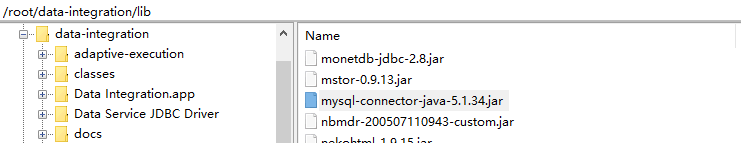 /root/data-integration/lib
data-integration
adaptive-execution
classes
Data Integration.app
Data Service JDBC Driver
docs
Name
monetdb-jdbc-2.8.jar
mstor-0.9.13.jar
mysql-connector-java-5.1.34.jar
nbmdr-200507110943-custom.jar
nekohtml-1.9.15.jar